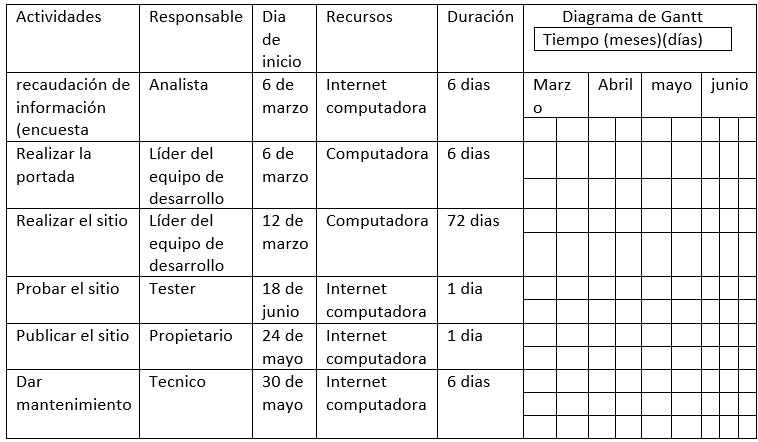 Actividades Responsable Dia de inicio Recursos Duración Diagrama de Gantt
Tiempo (meses)(días)
recaudación de información (encuesta Analista 6 de marzo Internet computadora 6 dias Marzo Abril mayo junio
Realizar la portada Líder del equipo de desarrollo 6 de marzo Computadora 6 dias
Realizar el sitio Líder del equipo de desarrollo 12 de marzo Computadora 72 dias
Probar el sitio Tester 18 de junio Internet computadora 1 dia
Publicar el sitio Propietario 24 de mayo Internet computadora 1 dia
Dar mantenimiento Tecnico 30 de mayo Internet computadora 6 dias